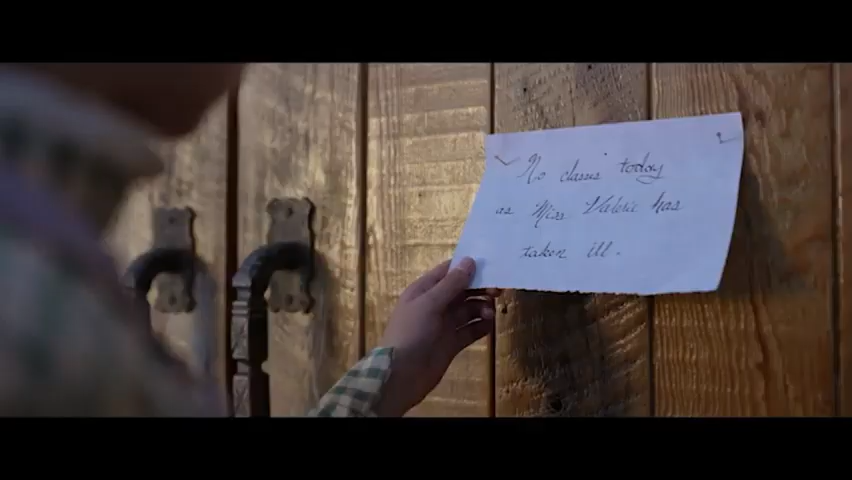 No classes today
as Miss Valerie has
taken ill.